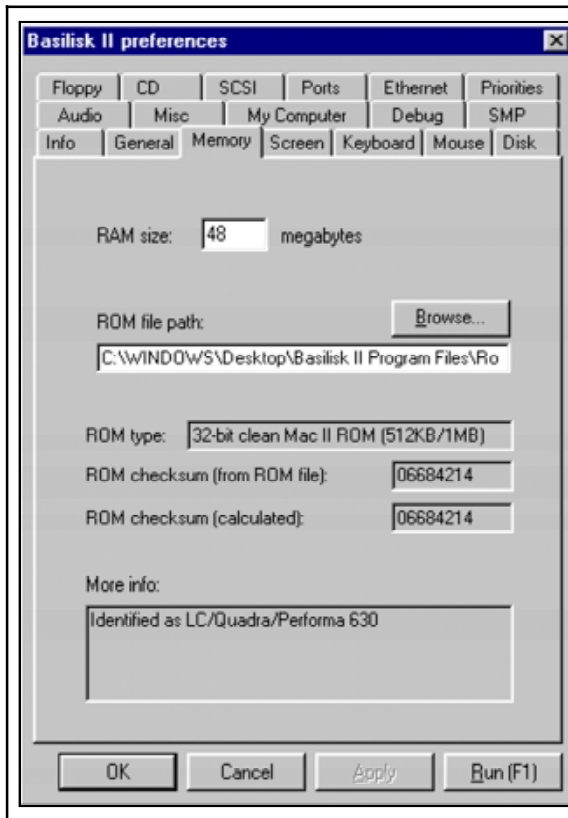 Basilisk II preferences
Floppy CD SCSI Ports Ethernet Priorities
Audio Misc My Computer Debug SMP
Info General Memory Screen Keyboard Mouse Disk
RAM size: 48 megabytes
ROM file path: Browse...
C:\WINDOWS\Desktop\Basilisk II Program Files\Ro
ROM type: 32-bit clean Mac II ROM (512KB/1MB)
ROM checksum (from ROM file): 06684214
ROM checksum (calculated): 06684214
More info:
Identified as LC/Quadra/Performa 630
OK Cancel Apply Run (F1)